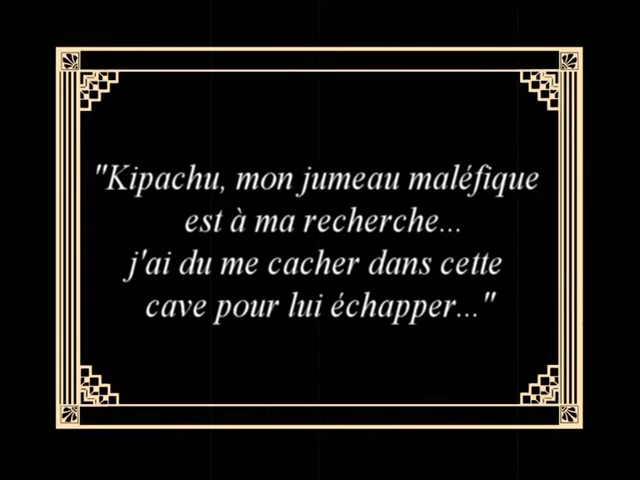 "Kipachu, mon jumeau maléfique
est à ma recherche...
j'ai du me cacher dans cette
cave pour lui échapper..."